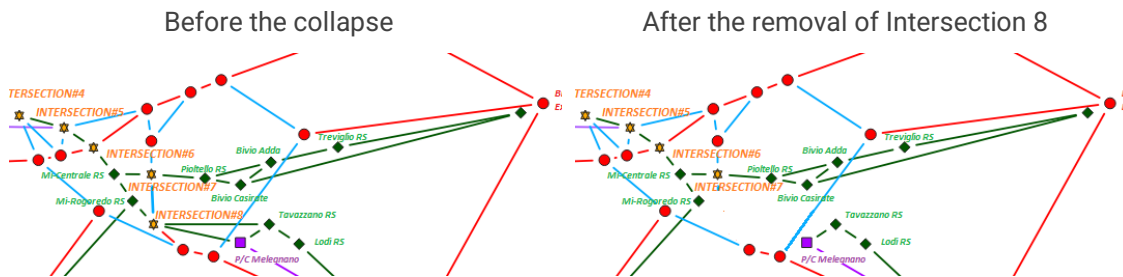 Before the collapse
After the removal of Intersection 8
TERSECTION#4
INTERSECTION#5
INTERSECTION#6
Mi-Centrale RS
Pioltello RS
Bivio Adda
Treviglio RS
INTERSECTION#7
Bivio Casirate
Mi-Rogoredo RS
INTERSECTION#8
Tavazzano RS
Lodi RS
P/C Melegnano
B
E
TERSECTION#4
INTERSECTION#5
INTERSECTION#6
Mi-Centrale RS
Pioltello RS
Bivio Adda
Treviglio RS
INTERSECTION#7
Bivio Casirate
Mi-Rogoredo RS
Tavazzano RS
Lodi RS
P/C Melegnano